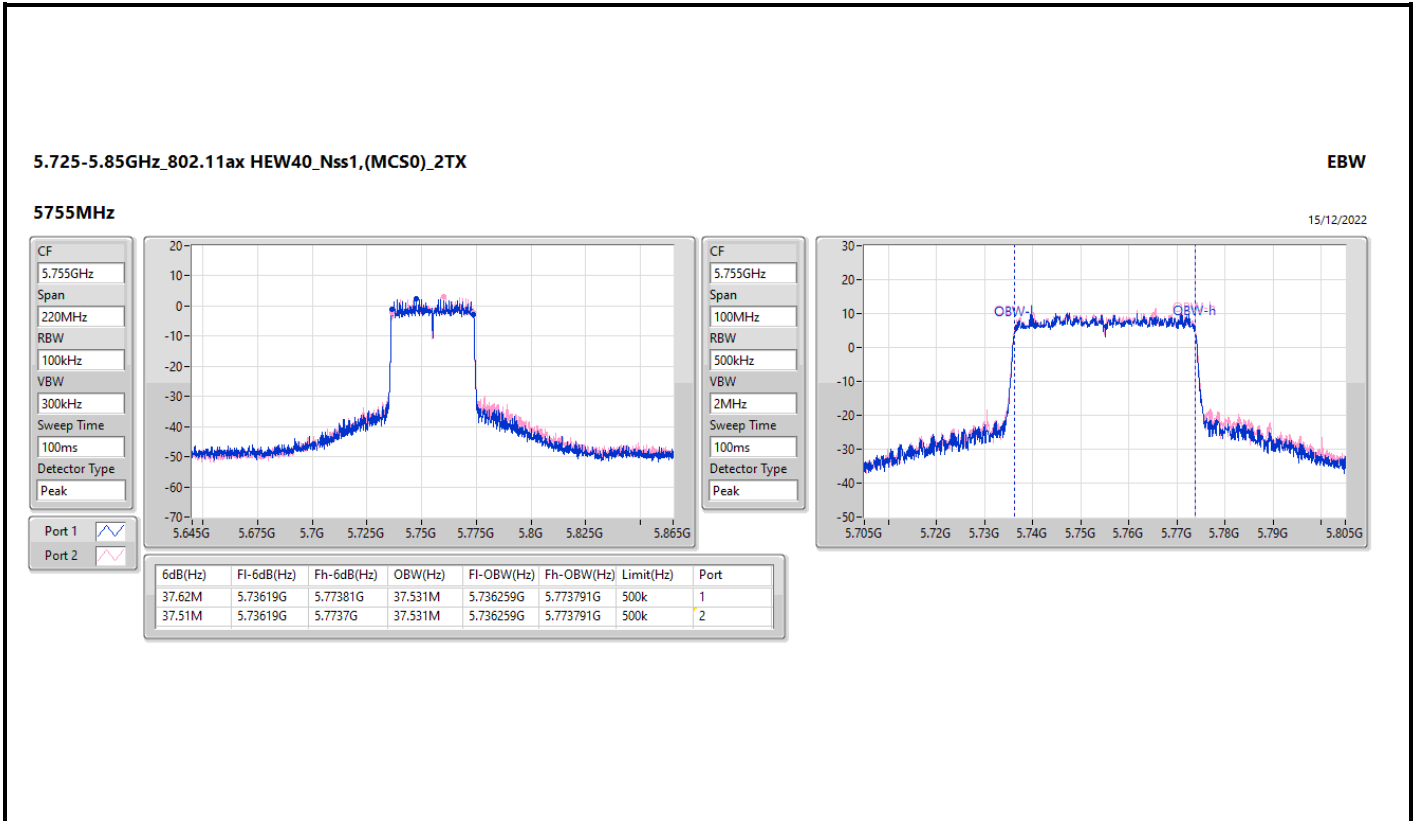 5.725-5.85GHz_802.11ax HEW40_Nss1,(MCS0)_2TX
EBW
5755MHz
15/12/2022
CF
5.755GHz
Span
220MHz
RBW
100kHz
VBW
300kHz
Sweep Time
100ms
Detector Type
Peak
Port 1
Port 2
20
10
0
-10
-20
-30
-40
-50
-60
-70
5.645G 5.675G 5.7G 5.725G 5.75G 5.775G 5.8G 5.825G 5.865G
CF
5.755GHz
Span
100MHz
RBW
500kHz
VBW
2MHz
Sweep Time
100ms
Detector Type
Peak
30
20
10
0
-10
-20
-30
-40
-50
OBW-l OBW-h
5.705G 5.72G 5.73G 5.74G 5.75G 5.76G 5.77G 5.78G 5.79G 5.805G
6dB(Hz) Fl-6dB(Hz) Fh-6dB(Hz) OBW(Hz) Fl-OBW(Hz) Fh-OBW(Hz) Limit(Hz) Port
37.62M 5.73619G 5.77381G 37.531M 5.736259G 5.773791G 500k 1
37.51M 5.73619G 5.7737G 37.531M 5.736259G 5.773791G 500k 2